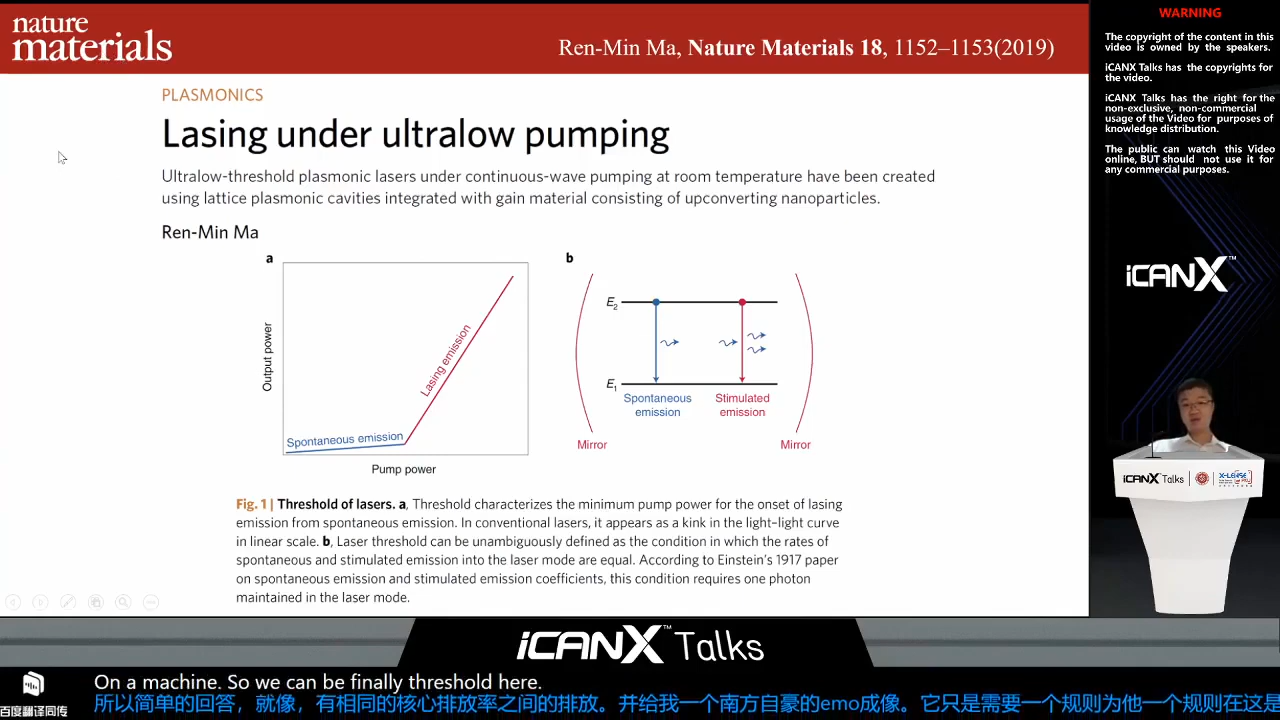 nature
materials
Ren-Min Ma, Nature Materials 18, 1152–1153(2019)
PLASMONICS
Lasing under ultralow pumping
Ultralow-threshold plasmonic lasers under continuous-wave pumping at room temperature have been created
using lattice plasmonic cavities integrated with gain material consisting of upconverting nanoparticles.
Ren-Min Ma
a
Output power
Spontaneous emission
Lasing emission
Pump power
b
E2
E1
Spontaneous
emission
Stimulated
emission
Mirror
Mirror
Fig. 1 | Threshold of lasers. a, Threshold characterizes the minimum pump power for the onset of lasing
emission from spontaneous emission. In conventional lasers, it appears as a kink in the light–light curve
in linear scale. b, Laser threshold can be unambiguously defined as the condition in which the rates of
spontaneous and stimulated emission into the laser mode are equal. According to Einstein's 1917 paper
on spontaneous emission and stimulated emission coefficients, this condition requires one photon
maintained in the laser mode.
WARNING
The copyright of the content in this
video is owned by the speakers.
iCANX Talks has the copyrights for
the video.
iCANX Talks has the right for the
non-exclusive, non-commercial
usage of the Video for purposes of
knowledge distribution.
The public can watch this Video
online, BUT should not use it for
any commercial purposes.
iCANX™
iCANX Talks
X-LENSE
iCANX™ Talks
百度翻译同传
On a machine. So we can be finally threshold here.
所以简单的回答，就像，有相同的核心排放率之间的排放。并给我一个南方自豪的emo成像。它只是需要一个规则为他一个规则在这是